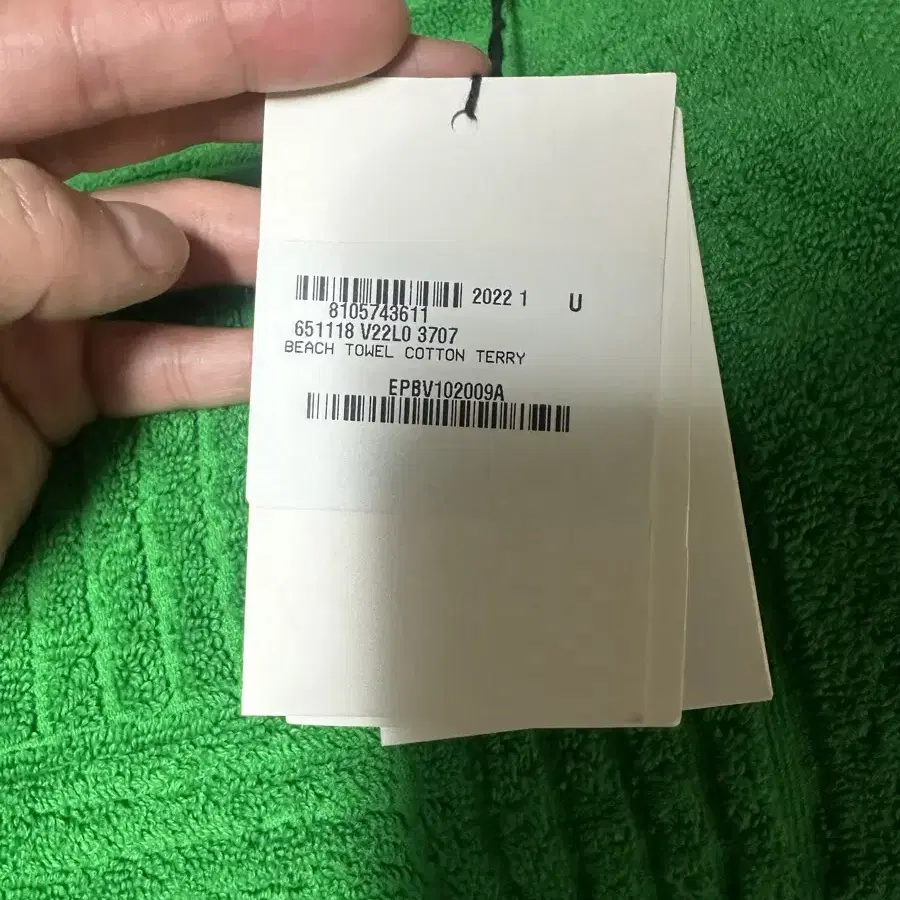 2022 1 U
8105743611
651118 V22L0 3707
BEACH TOWEL COTTON TERRY
EPBV102009A